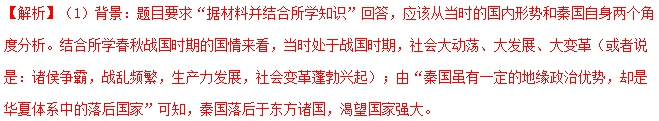 【解析】（1）背景：题目要求“据材料并结合所学知识”回答，应该从当时的国内形势和秦国自身两个角
度分析。结合所学春秋战国时期的国情来看，当时处于战国时期，社会大动荡、大发展、大变革（或者说
是：诸侯争霸，战乱频繁，生产力发展，社会变革蓬勃兴起）；由“秦国虽有一定的地缘政治优势，却是
华夏体系中的落后国家”可知，秦国落后于东方诸国，渴望国家强大。